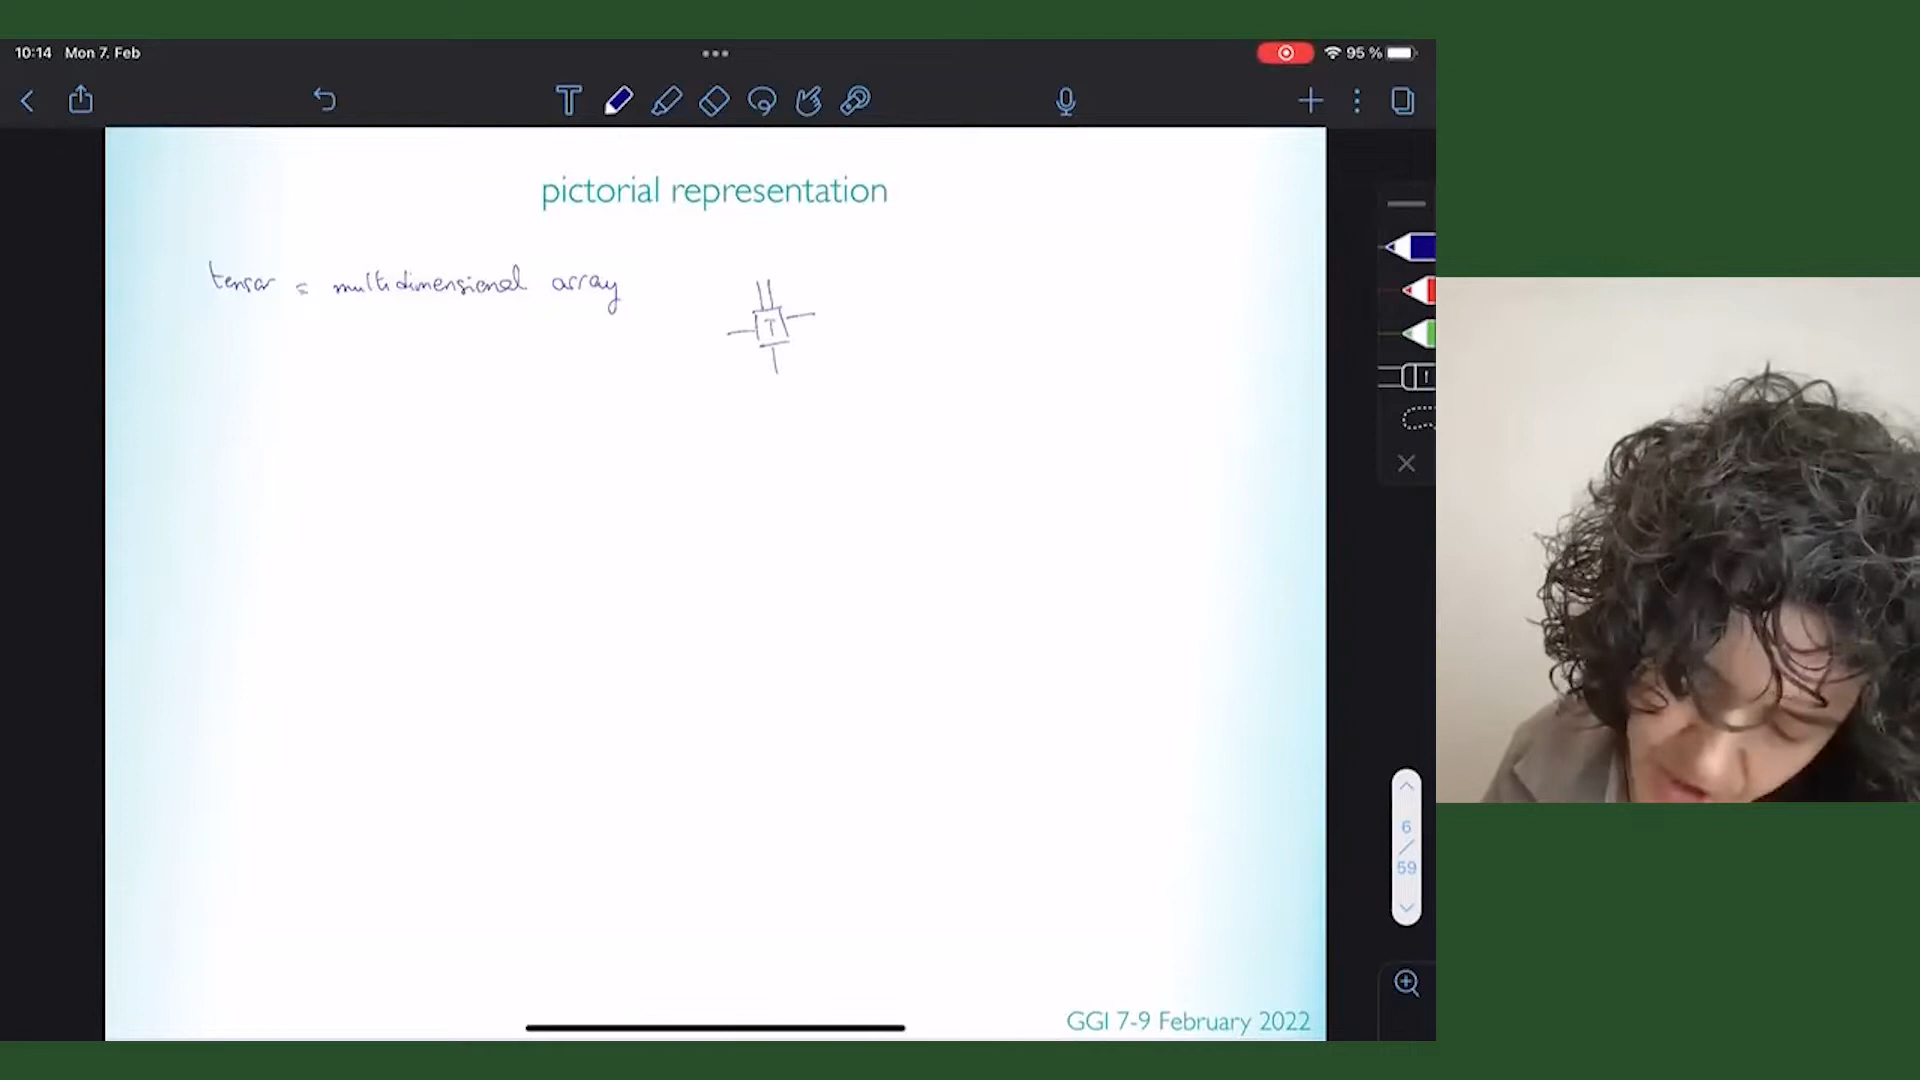 10:14 Mon 7. Feb
95 %
T
pictorial representation
tensor = multidimensional array
T
6
/
59
GGI 7-9 February 2022